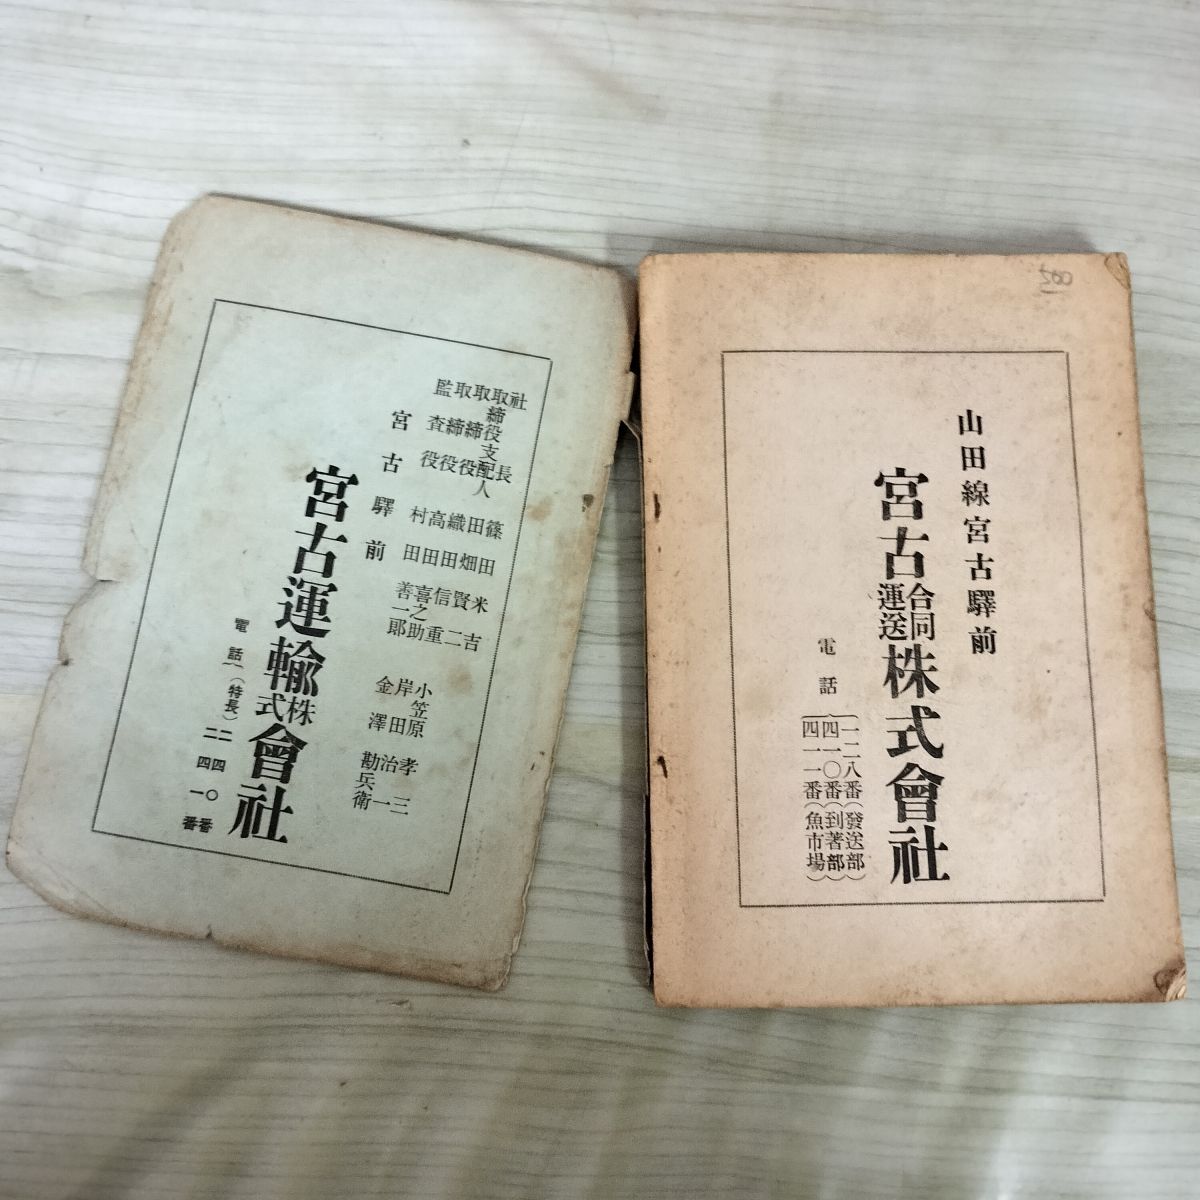 500
山田線宮古驛前
宮古合同運送株式會社
電話
一二八番(發送部)
四一〇番(到著部)
四一一番(魚市場)
社長 篠田米吉
取締役支配人 田畑賢二
取締役 織田信重 小笠原孝三
取締役 高田喜之助 岸田治一
監査役 村田善一郎 金澤勘兵衛
宮古驛前
宮古運輸株式會社
電話(特長)二四〇番
二四一番